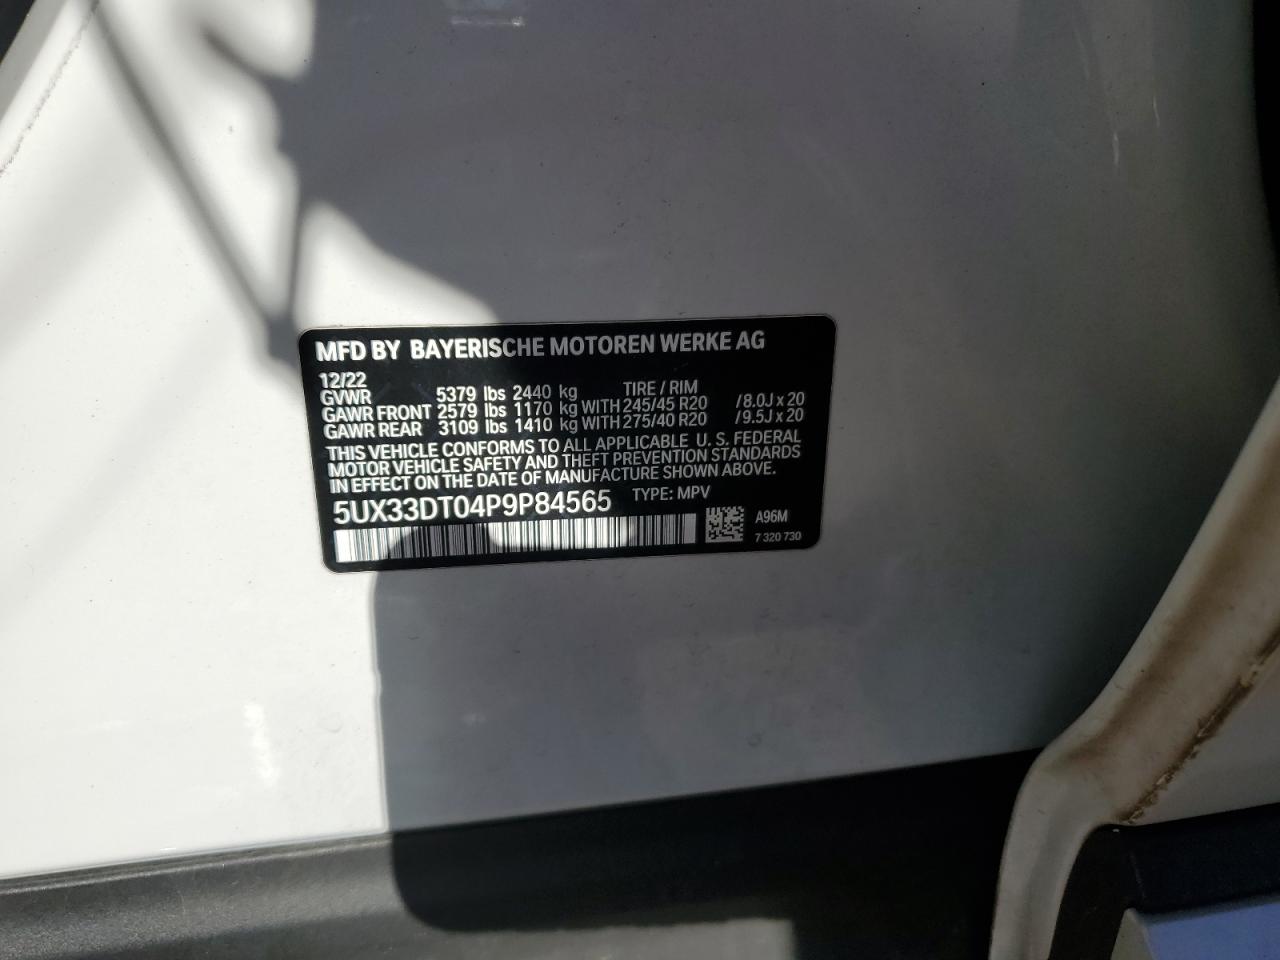 MFD BY BAYERISCHE MOTOREN WERKE AG
12/22
GVWR 5379 lbs 2440 kg TIRE / RIM
GAWR FRONT 2579 lbs 1170 kg WITH 245/45 R20 /8.0J x 20
GAWR REAR 3109 lbs 1410 kg WITH 275/40 R20 /9.5J x 20
THIS VEHICLE CONFORMS TO ALL APPLICABLE U. S. FEDERAL
MOTOR VEHICLE SAFETY AND THEFT PREVENTION STANDARDS
IN EFFECT ON THE DATE OF MANUFACTURE SHOWN ABOVE.
5UX33DT04P9P84565 TYPE: MPV
A96M
7 320 730